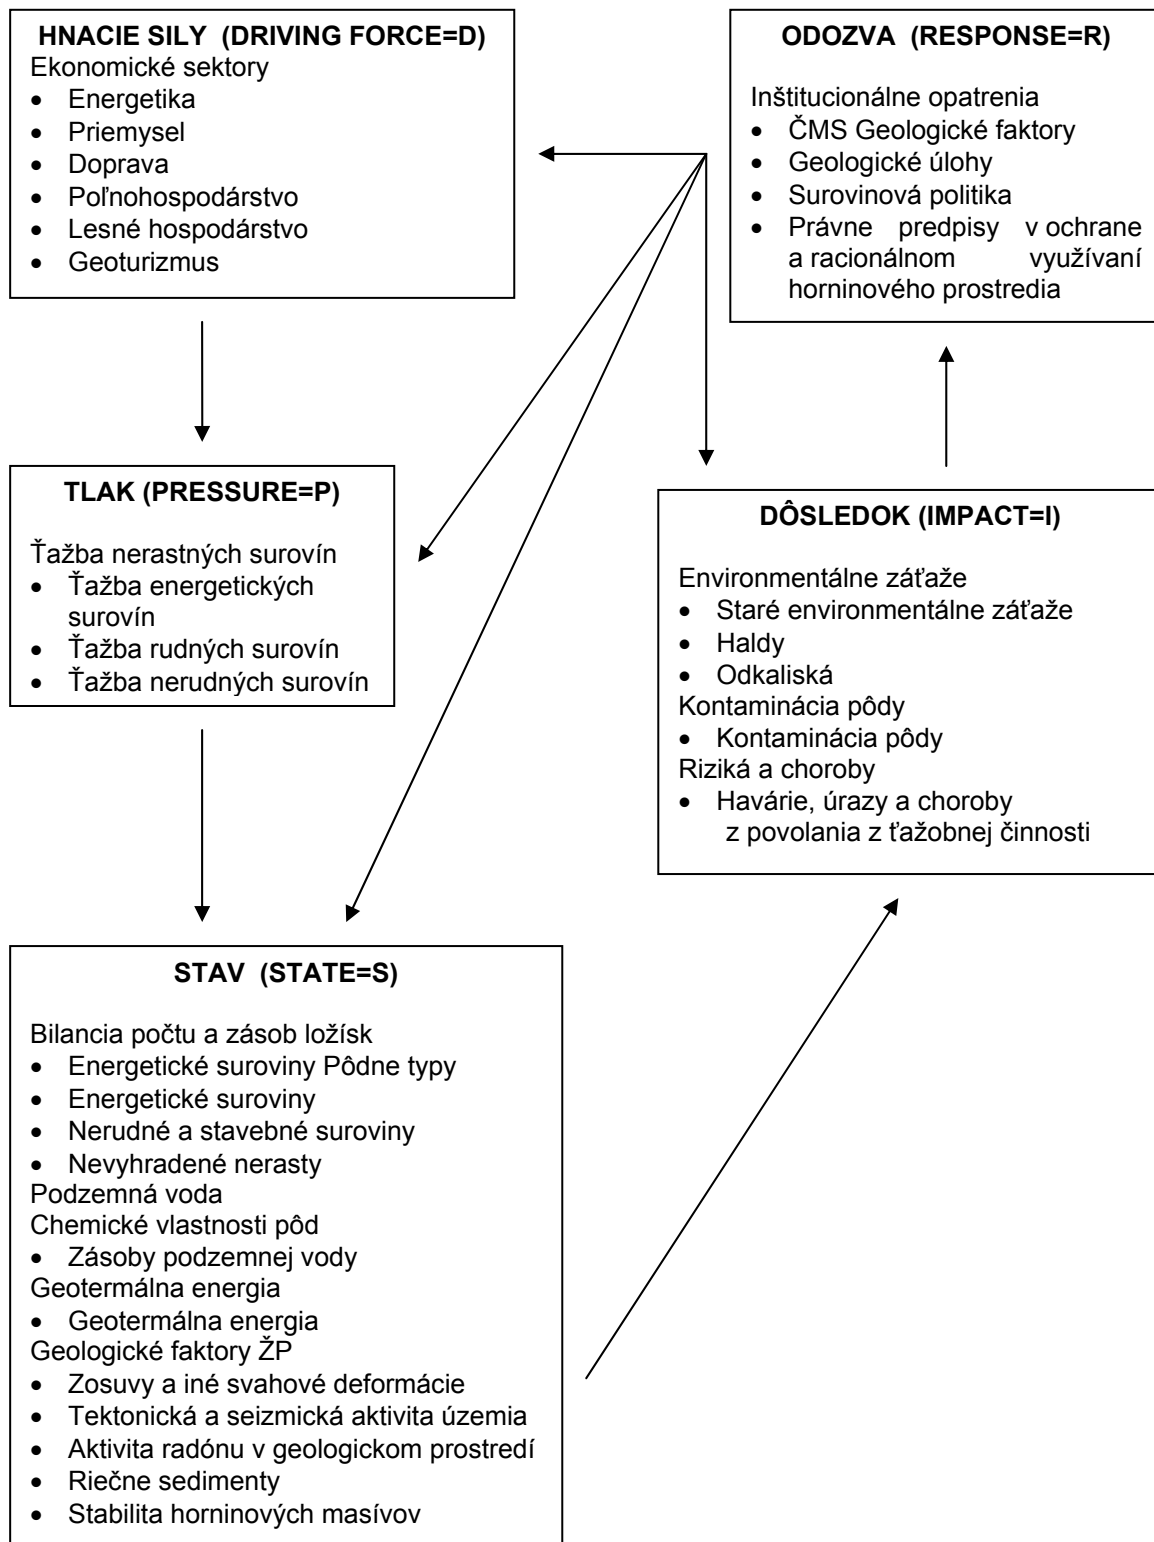 HNACIE SILY (DRIVING FORCE=D)
Ekonomické sektory
• Energetika
• Priemysel
• Doprava
• Poľnohospodárstvo
• Lesné hospodárstvo
• Geoturizmus
ODOZVA (RESPONSE=R)
Inštitucionálne opatrenia
• ČMS Geologické faktory
• Geologické úlohy
• Surovinová politika
• Právne predpisy v ochrane
a racionálnom využívaní
horninového prostredia
TLAK (PRESSURE=P)
Ťažba nerastných surovín
• Ťažba energetických
surovín
• Ťažba rudných surovín
• Ťažba nerudných surovín
DÔSLEDOK (IMPACT=I)
Environmentálne záťaže
• Staré environmentálne záťaže
• Haldy
• Odkaliská
Kontaminácia pôdy
• Kontaminácia pôdy
Riziká a choroby
• Havárie, úrazy a choroby
z povolania z ťažobnej činnosti
STAV (STATE=S)
Bilancia počtu a zásob ložísk
• Energetické suroviny Pôdne typy
• Energetické suroviny
• Nerudné a stavebné suroviny
• Nevyhradené nerasty
Podzemná voda
Chemické vlastnosti pôd
• Zásoby podzemnej vody
Geotermálna energia
• Geotermálna energia
Geologické faktory ŽP
• Zosuvy a iné svahové deformácie
• Tektonická a seizmická aktivita územia
• Aktivita radónu v geologickom prostredí
• Riečne sedimenty
• Stabilita horninových masívov